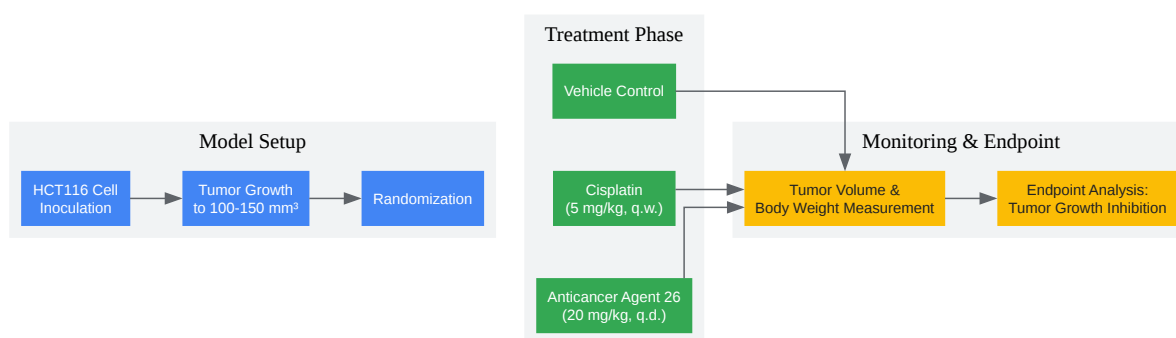 Model Setup
HCT116 Cell
Inoculation
Tumor Growth
to 100-150 mm³
Randomization
Treatment Phase
Vehicle Control
Cisplatin
(5 mg/kg, q.w.)
Anticancer Agent 26
(20 mg/kg, q.d.)
Monitoring & Endpoint
Tumor Volume &
Body Weight Measurement
Endpoint Analysis:
Tumor Growth Inhibition